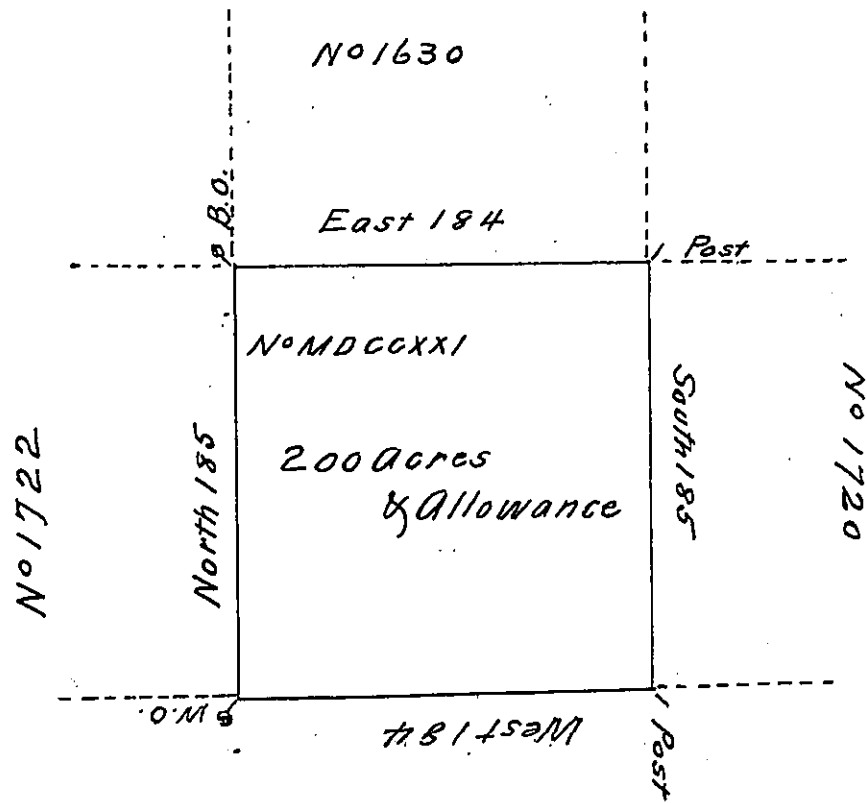 No 1630
B.O.
East 184
Post
No MDCCXXI
200 Acres
& Allowance
North 185
South 185
No 1722
No 1720
W.O.
West 184
Post